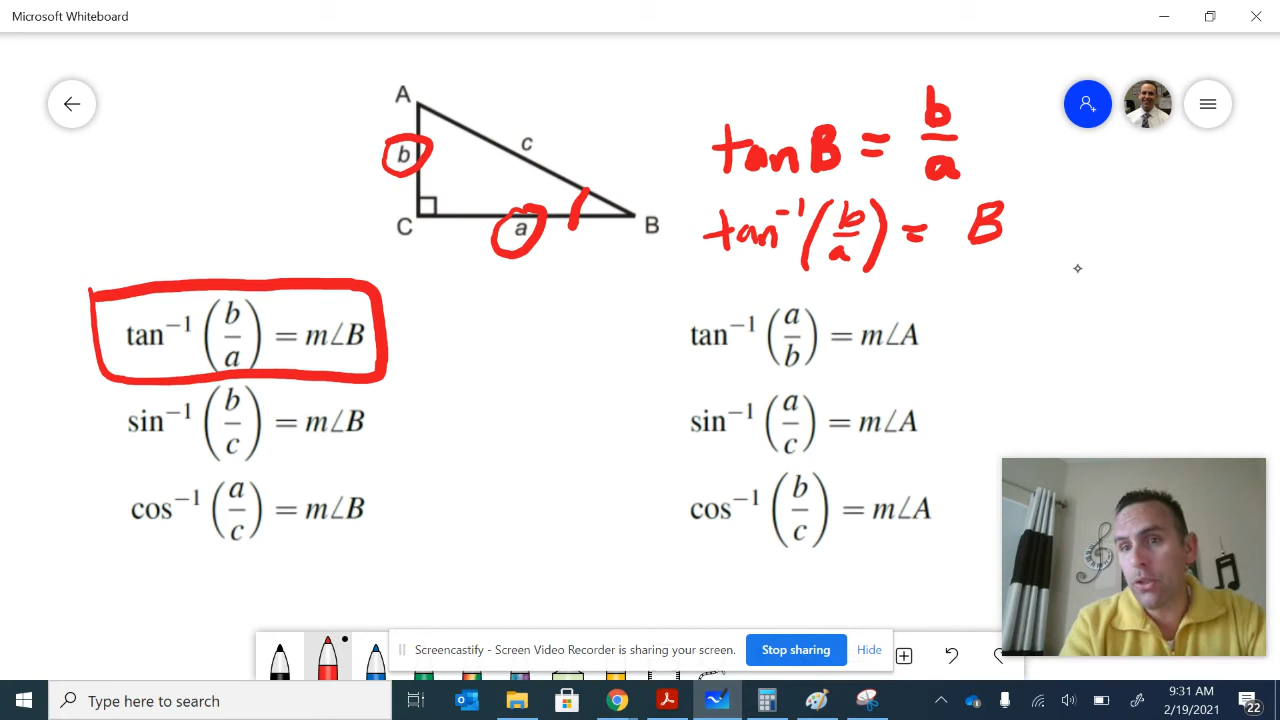 Microsoft Whiteboard
A
b
c
C
a
B
tan B = b/a
tan⁻¹(b/a) = B
tan⁻¹(b/a) = m∠B
tan⁻¹(a/b) = m∠A
sin⁻¹(b/c) = m∠B
sin⁻¹(a/c) = m∠A
cos⁻¹(a/c) = m∠B
cos⁻¹(b/c) = m∠A
Screencastify - Screen Video Recorder is sharing your screen.
Stop sharing
Hide
Type here to search
9:31 AM
2/19/2021
22